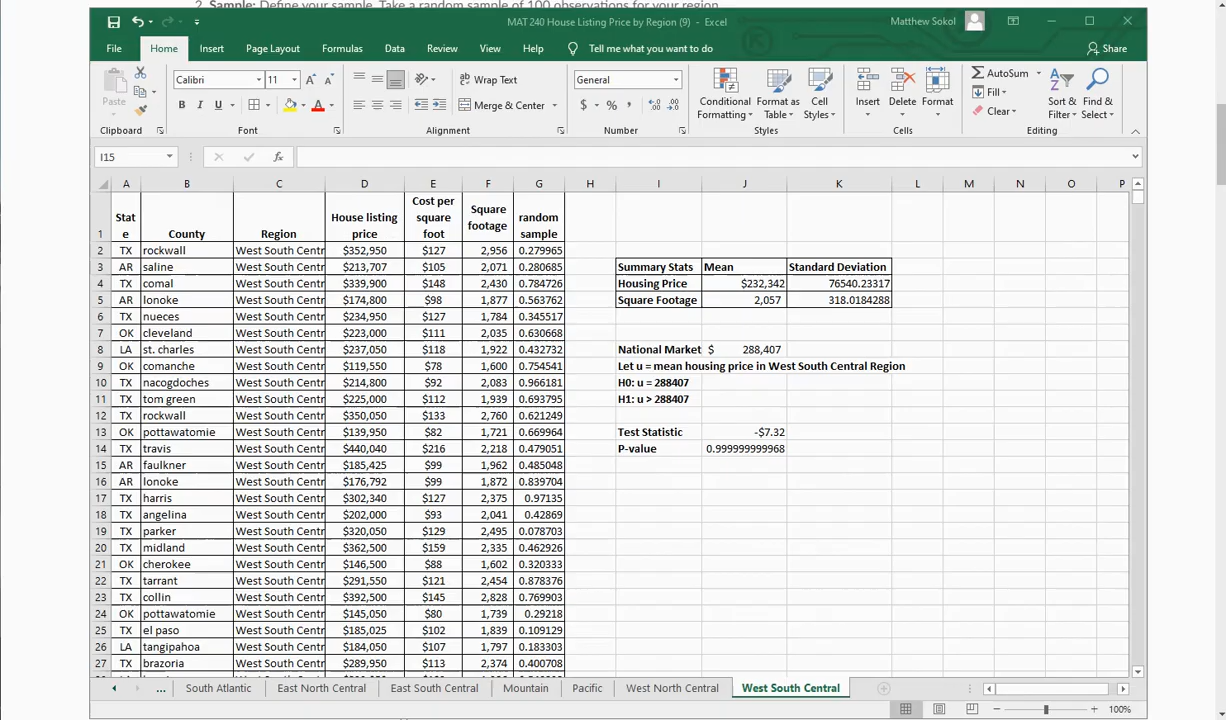 2. Sample: Define your sample. Take a random sample of 100 observations for your region.
MAT 240 House Listing Price by Region (9) - Excel
Matthew Sokol
File Home Insert Page Layout Formulas Data Review View Help Tell me what you want to do Share
Paste
Calibri 11 A A
B I U A
Wrap Text
Merge & Center
General
$ % ,
Conditional Formatting
Format as Table
Cell Styles
Insert
Delete
Format
AutoSum
Fill
Clear
Sort & Filter
Find & Select
Clipboard Font Alignment Number Styles Cells Editing
I15 fx
A B C D E F G H I J K L M N O P
1 State County Region House listing price Cost per square foot Square footage random sample
2 TX rockwall West South Centr $352,950 $127 2,956 0.279965
3 AR saline West South Centr $213,707 $105 2,071 0.280685 Summary Stats Mean Standard Deviation
4 TX comal West South Centr $339,900 $148 2,430 0.784726 Housing Price $232,342 76540.23317
5 AR lonoke West South Centr $174,800 $98 1,877 0.563762 Square Footage 2,057 318.0184288
6 TX nueces West South Centr $234,950 $127 1,784 0.345517
7 OK cleveland West South Centr $223,000 $111 2,035 0.630668
8 LA st. charles West South Centr $237,050 $118 1,922 0.432732 National Market $ 288,407
9 OK comanche West South Centr $119,550 $78 1,600 0.754541 Let u = mean housing price in West South Central Region
10 TX nacogdoches West South Centr $214,800 $92 2,083 0.966181 H0: u = 288407
11 TX tom green West South Centr $225,000 $112 1,939 0.693795 H1: u > 288407
12 TX rockwall West South Centr $350,050 $133 2,760 0.621249
13 OK pottawatomie West South Centr $139,950 $82 1,721 0.669964 Test Statistic -$7.32
14 TX travis West South Centr $440,040 $216 2,218 0.479051 P-value 0.999999999968
15 AR faulkner West South Centr $185,425 $99 1,962 0.485048
16 AR lonoke West South Centr $176,792 $99 1,872 0.839704
17 TX harris West South Centr $302,340 $127 2,375 0.97135
18 TX angelina West South Centr $202,000 $93 2,041 0.42869
19 TX parker West South Centr $320,050 $129 2,495 0.078703
20 TX midland West South Centr $362,500 $159 2,335 0.462926
21 OK cherokee West South Centr $146,500 $88 1,602 0.320333
22 TX tarrant West South Centr $291,550 $121 2,454 0.878376
23 TX collin West South Centr $392,500 $145 2,828 0.769903
24 OK pottawatomie West South Centr $145,050 $80 1,739 0.29218
25 TX el paso West South Centr $185,025 $102 1,839 0.109129
26 LA tangipahoa West South Centr $184,050 $107 1,797 0.183303
27 TX brazoria West South Centr $289,950 $113 2,374 0.400708
... South Atlantic East North Central East South Central Mountain Pacific West North Central West South Central
100%